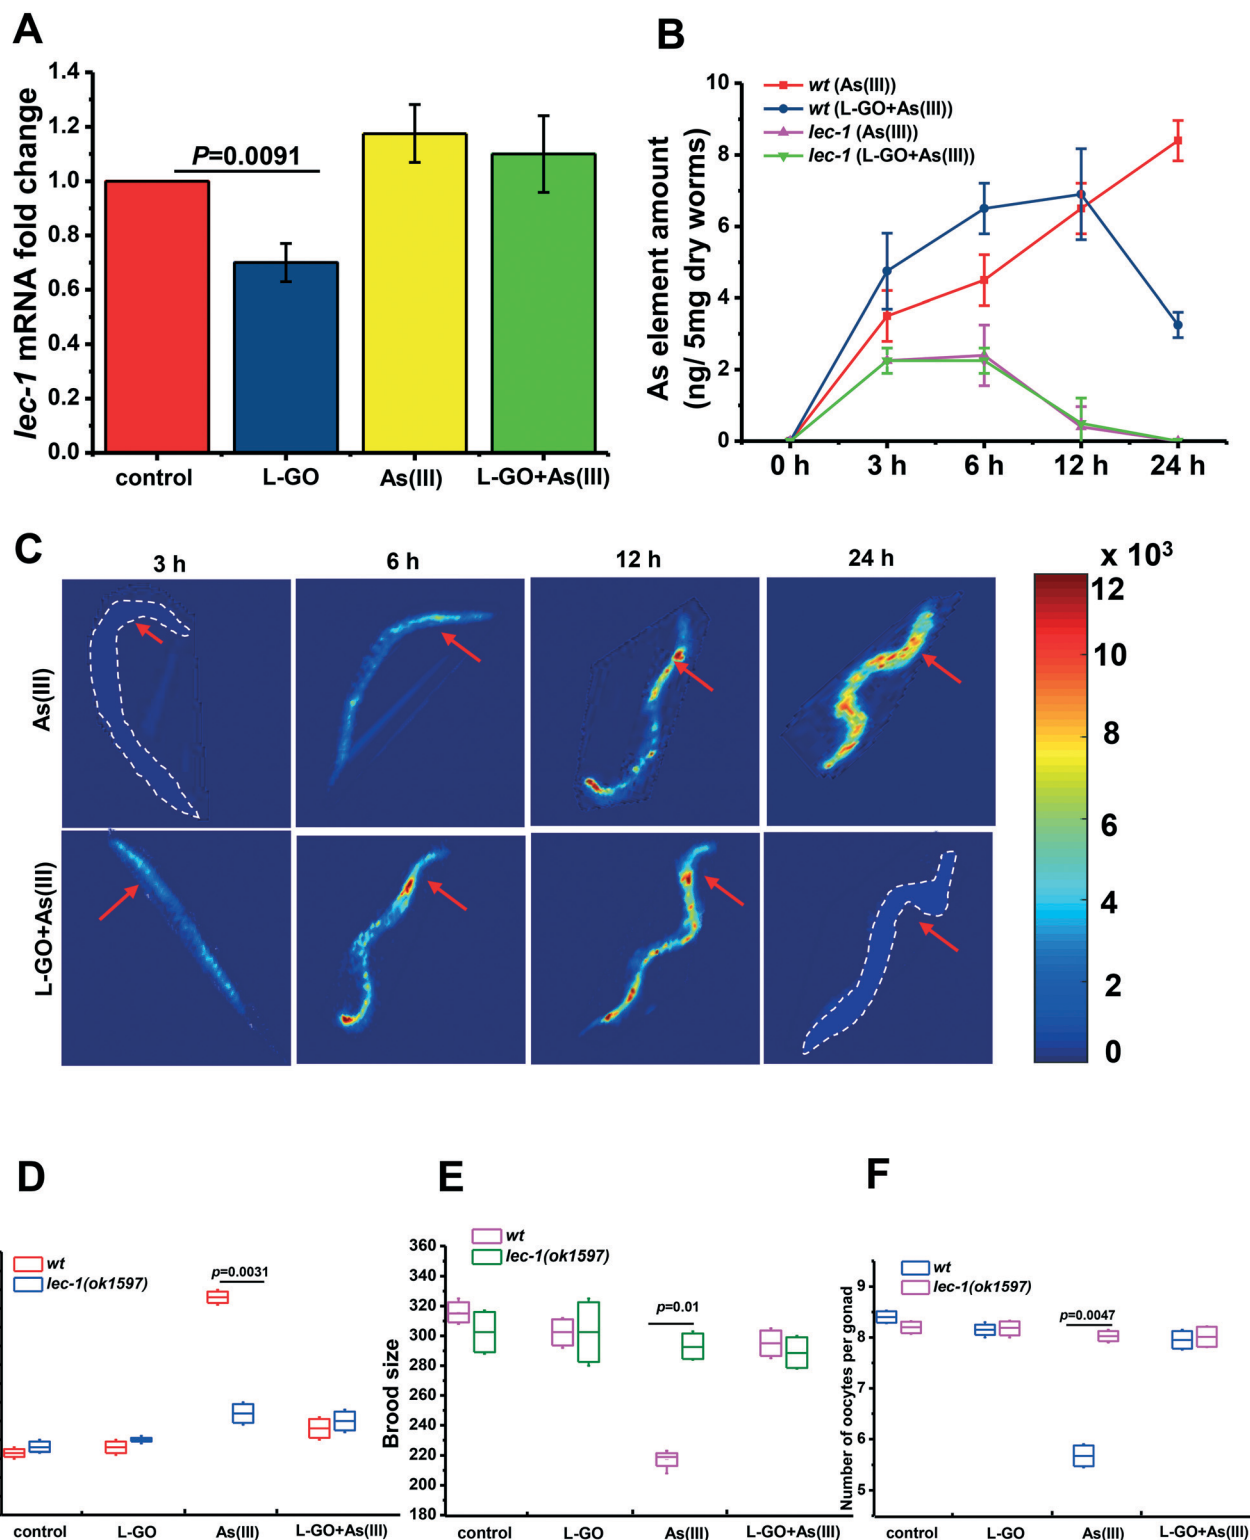 A
lec-1 mRNA fold change
1.4
1.2
1.0
0.8
0.6
0.4
0.2
0.0
P=0.0091
control
L-GO
As(III)
L-GO+As(III)
B
As element amount
(ng/ 5mg dry worms)
10
8
6
4
2
0
wt (As(III))
wt (L-GO+As(III))
lec-1 (As(III))
lec-1 (L-GO+As(III))
0 h
3 h
6 h
12 h
24 h
C
3 h
6 h
12 h
24 h
As(III)
L-GO+As(III)
x 10³
12
10
8
6
4
2
0
D
wt
lec-1(ok1597)
p=0.0031
control
L-GO
As(III)
L-GO+As(III)
E
Brood size
360
340
320
300
280
260
240
220
200
180
wt
lec-1(ok1597)
p=0.01
control
L-GO
As(III)
L-GO+As(III)
F
Number of oocytes per gonad
9
8
7
6
5
wt
lec-1(ok1597)
p=0.0047
control
L-GO
As(III)
L-GO+As(III)